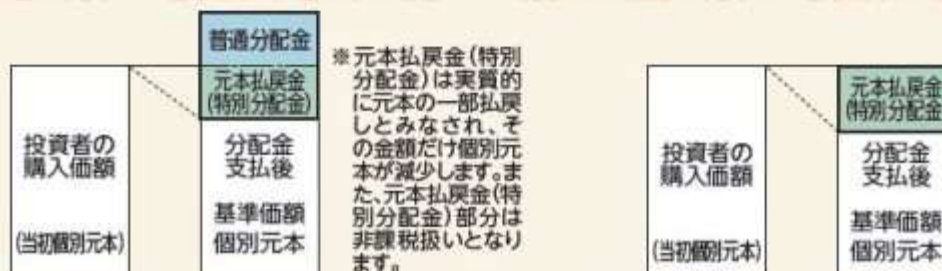 普通分配金
元本払戻金
(特別分配金)
投資者の
購入価額
(当初個別元本)
分配金
支払後
基準価額
個別元本
※元本払戻金(特別
分配金)は実質的
に元本の一部払戻
しとみなされ、そ
の金額だけ個別元
本が減少します。ま
た、元本払戻金(特
別分配金)部分は
非課税扱いとなり
ます。
投資者の
購入価額
(当初個別元本)
元本払戻金
(特別分配金
分配金
支払後
基準価額
個別元本